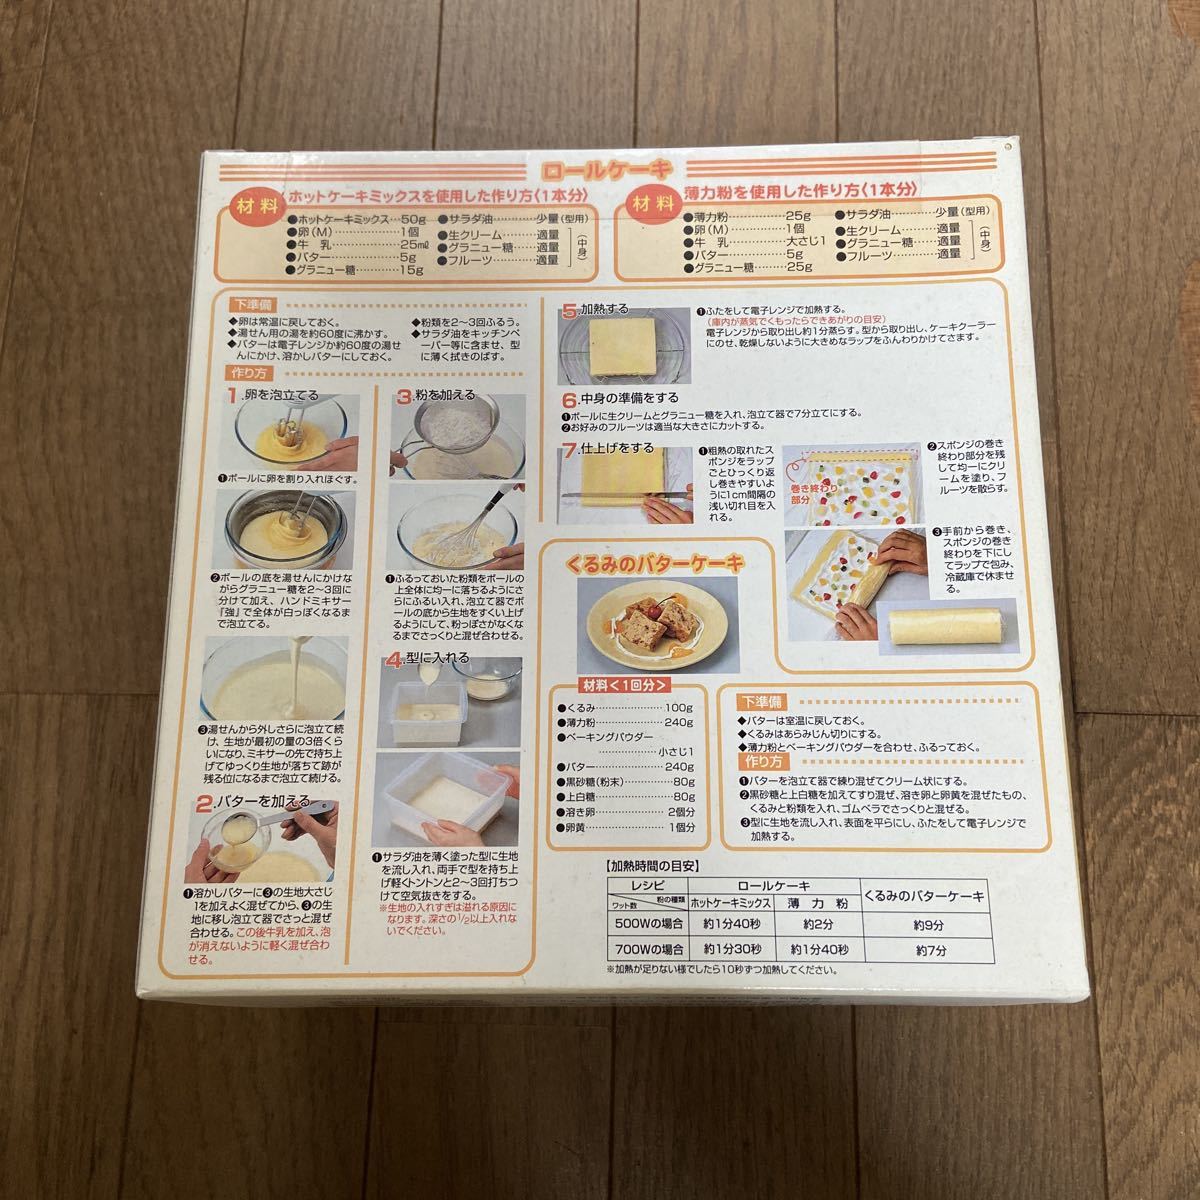 ロールケーキ
材料
ホットケーキミックスを使用した作り方〈1本分〉
●ホットケーキミックス…50g
●卵(M)……………1個
●牛 乳……………25mℓ
●バター……………5g
●グラニュー糖………15g
●サラダ油………少量(型用)
●生クリーム……適量
●グラニュー糖…適量
●フルーツ………適量
(中身)
材料
薄力粉を使用した作り方〈1本分〉
●薄力粉……………25g
●卵(M)……………1個
●牛 乳………大さじ1
●バター……………5g
●グラニュー糖………25g
●サラダ油………少量(型用)
●生クリーム……適量
●グラニュー糖…適量
●フルーツ………適量
(中身)
下準備
◆卵は常温に戻しておく。
◆湯せん用の湯を約60度に沸かす。
◆バターは電子レンジか約60度の湯せ
んにかけ、溶かしバターにしておく。
◆粉類を2〜3回ふるう。
◆サラダ油をキッチンペ
ーパー等に含ませ、型
に薄く拭きのばす。
作り方
1.卵を泡立てる
❶ボールに卵を割り入れほぐす。
❷ボールの底を湯せんにかけな
がらグラニュー糖を2〜3回に
分けて加え、ハンドミキサー
「強」で全体が白っぽくなるま
で泡立てる。
❸湯せんから外しさらに泡立て続
け、生地が最初の量の3倍くら
いになり、ミキサーの先で持ち上
げてゆっくり生地が落ちて跡が
残る位になるまで泡立て続ける。
2.バターを加える
❶溶かしバターに❸の生地大さじ
1を加えよく混ぜてから、❸の生
地に移し泡立て器でさっと混ぜ
合わせる。この後牛乳を加え、泡
が消えないように軽く混ぜ合わ
せる。
3.粉を加える
❶ふるっておいた粉類をボールの
上全体に均一に落ちるようにさ
らにふるい入れ、泡立て器でボ
ールの底から生地をすくい上げ
るようにして、粉っぽさがなくな
るまでさっくりと混ぜ合わせる。
4.型に入れる
❶サラダ油を薄く塗った型に生地
を流し入れ、両手で型を持ち上
げ軽くトントンと2〜3回打ちつ
けて空気抜きをする。
※生地の入れすぎは溢れる原因に
なります。深さの1/2以上入れな
いでください。
5.加熱する
❶ふたをして電子レンジで加熱する。
(庫内が蒸気でくもったらできあがりの目安)
電子レンジから取り出し約1分蒸らす。型から取り出し、ケーキクーラー
にのせ、乾燥しないように大きめなラップをふんわりかけてさます。
6.中身の準備をする
❶ボールに生クリームとグラニュー糖を入れ、泡立て器で7分立てにする。
❷お好みのフルーツは適当な大きさにカットする。
7.仕上げをする
❶粗熱の取れたス
ポンジをラップ
ごとひっくり返
し巻きやすいよ
うに1cm間隔の
浅い切れ目を入
れる。
巻き終わり
部分
❷スポンジの巻き
終わり部分を残
して均一にクリ
ームを塗り、フ
ルーツを散らす。
❸手前から巻き、
スポンジの巻き
終わりを下にし
てラップで包み、
冷蔵庫で休ませ
る。
くるみのバターケーキ
材料<1回分>
●くるみ……………100g
●薄力粉……………240g
●ベーキングパウダー
……………小さじ1
●バター……………240g
●黒砂糖(粉末)………80g
●上白糖……………80g
●溶き卵……………2個分
●卵黄………………1個分
下準備
◆バターは室温に戻しておく。
◆くるみはあらみじん切りにする。
◆薄力粉とベーキングパウダーを合わせ、ふるっておく。
作り方
❶バターを泡立て器で練り混ぜてクリーム状にする。
❷黒砂糖と上白糖を加えてすり混ぜ、溶き卵と卵黄を混ぜたもの、
くるみと粉類を入れ、ゴムベラでさっくりと混ぜる。
❸型に生地を流し入れ、表面を平らにし、ふたをして電子レンジで
加熱する。
【加熱時間の目安】
レシピ ロールケーキ くるみのバターケーキ
ワット数 粉の種類 ホットケーキミックス 薄力粉
500Wの場合 約1分40秒 約2分 約9分
700Wの場合 約1分30秒 約1分40秒 約7分
※加熱が足りない様でしたら10秒ずつ加熱してください。